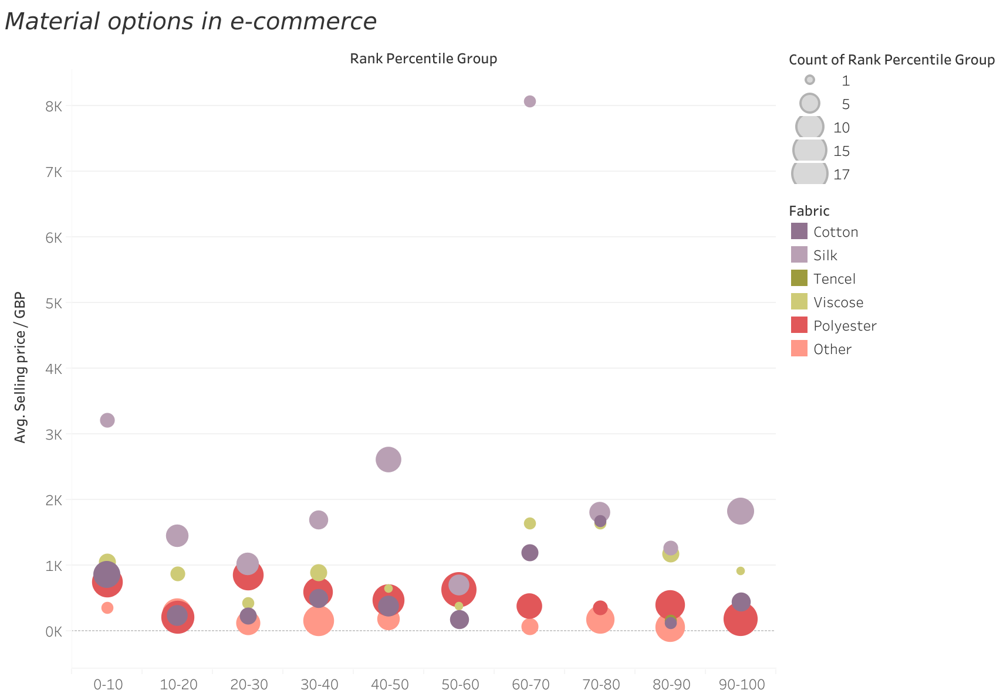 Material options in e-commerce
Rank Percentile Group
Avg. Selling price / GBP
8K
7K
6K
5K
4K
3K
2K
1K
0K
0-10 10-20 20-30 30-40 40-50 50-60 60-70 70-80 80-90 90-100
Count of Rank Percentile Group
1
5
10
15
17
Fabric
Cotton
Silk
Tencel
Viscose
Polyester
Other